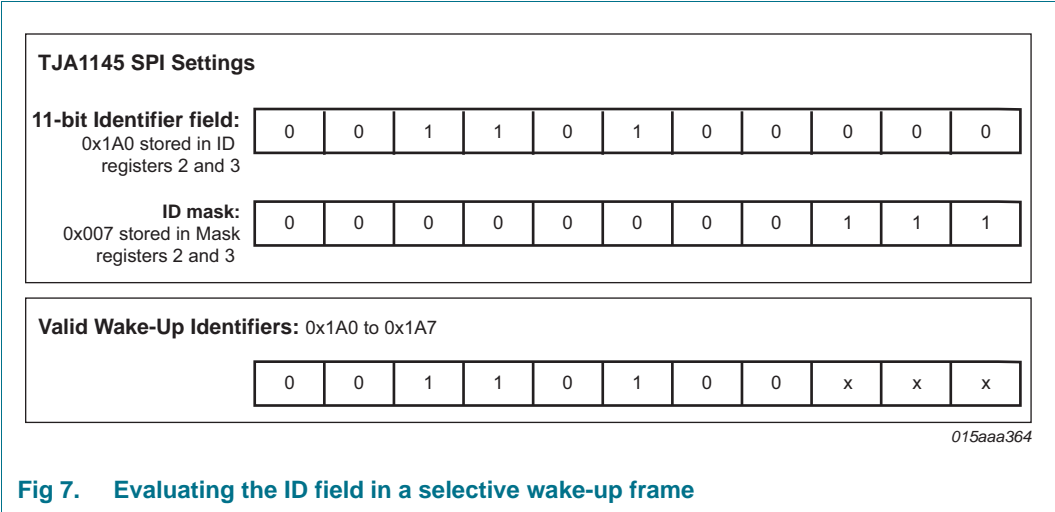 TJA1145 SPI Settings
11-bit Identifier field:
0x1A0 stored in ID
registers 2 and 3
0 0 1 1 0 1 0 0 0 0 0
ID mask:
0x007 stored in Mask
registers 2 and 3
0 0 0 0 0 0 0 0 1 1 1
Valid Wake-Up Identifiers: 0x1A0 to 0x1A7
0 0 1 1 0 1 0 0 x x x
015aaa364
Fig 7. Evaluating the ID field in a selective wake-up frame